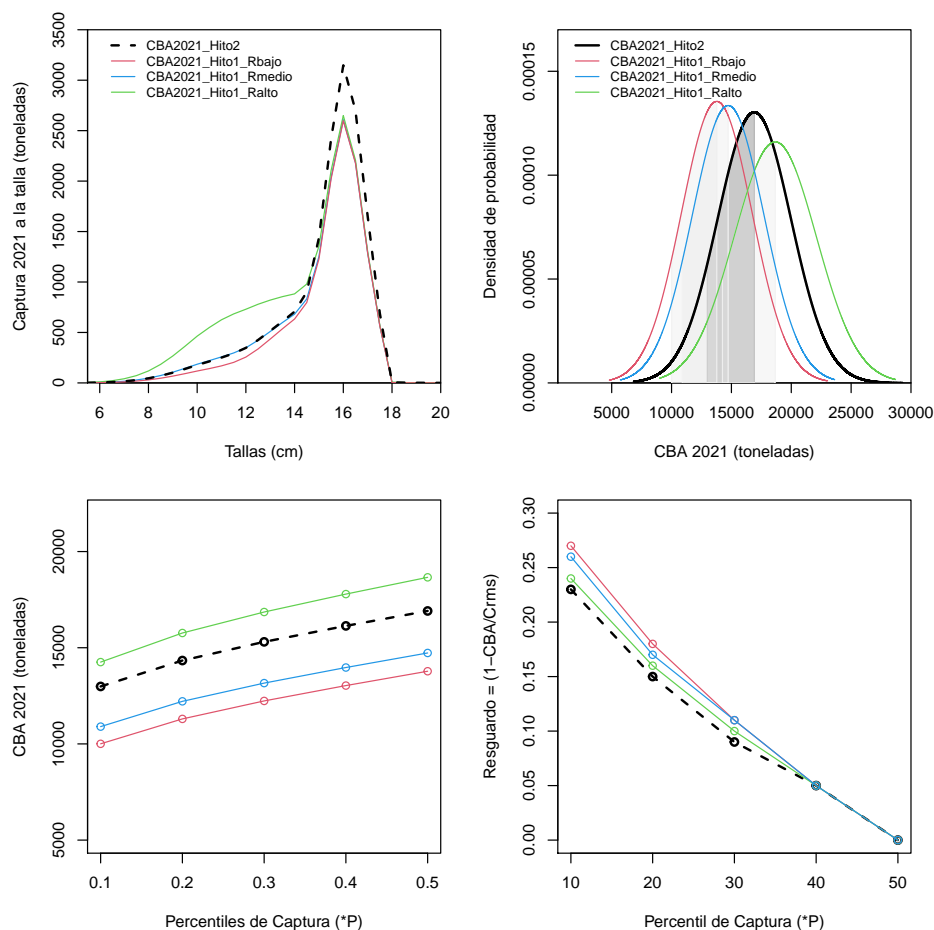 CBA2021_Hito2
CBA2021_Hito1_Rbajo
CBA2021_Hito1_Rmedio
CBA2021_Hito1_Ralto
Captura 2021 a la talla (toneladas)
0
500
1000
1500
2000
2500
3000
3500
6 8 10 12 14 16 18 20
Tallas (cm)
CBA2021_Hito2
CBA2021_Hito1_Rbajo
CBA2021_Hito1_Rmedio
CBA2021_Hito1_Ralto
Densidad de probabilidad
0.00000
0.00005
0.00010
0.00015
5000 10000 15000 20000 25000 30000
CBA 2021 (toneladas)
CBA 2021 (toneladas)
5000
10000
15000
20000
0.1 0.2 0.3 0.4 0.5
Percentiles de Captura (*P)
Resguardo = (1−CBA/Crms)
0.00
0.05
0.10
0.15
0.20
0.25
0.30
10 20 30 40 50
Percentil de Captura (*P)